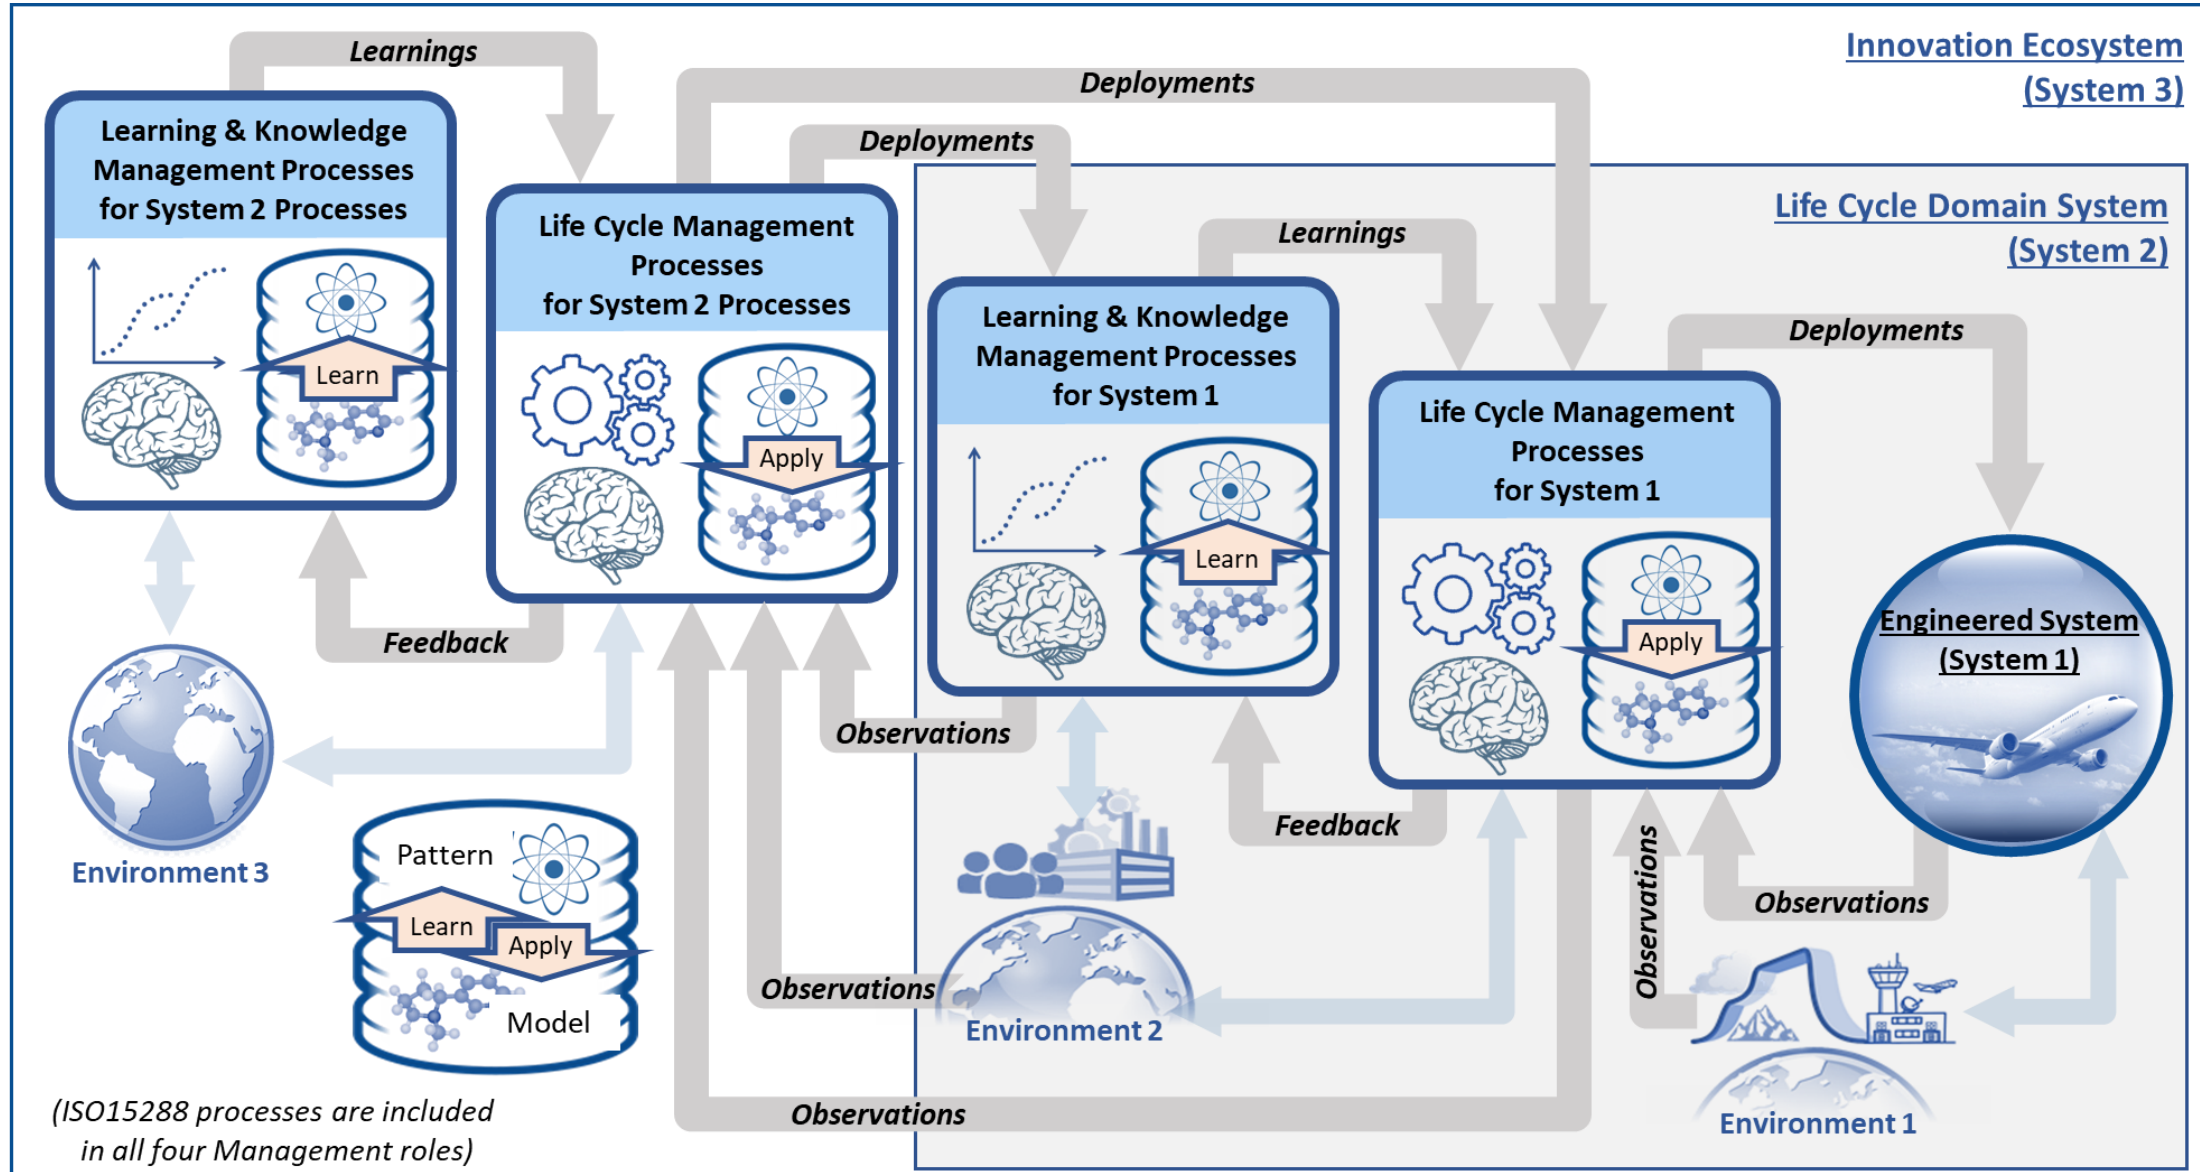 Innovation Ecosystem
(System 3)
Learnings
Deployments
Learning & Knowledge
Management Processes
for System 2 Processes
Learn
Deployments
Life Cycle Management
Processes
for System 2 Processes
Apply
Life Cycle Domain System
(System 2)
Learnings
Learning & Knowledge
Management Processes
for System 1
Learn
Deployments
Life Cycle Management
Processes
for System 1
Apply
Engineered System
(System 1)
Feedback
Observations
Feedback
Observations
Observations
Environment 3
Pattern
Learn
Apply
Model
Observations
Environment 2
Observations
Environment 1
(ISO15288 processes are included
in all four Management roles)